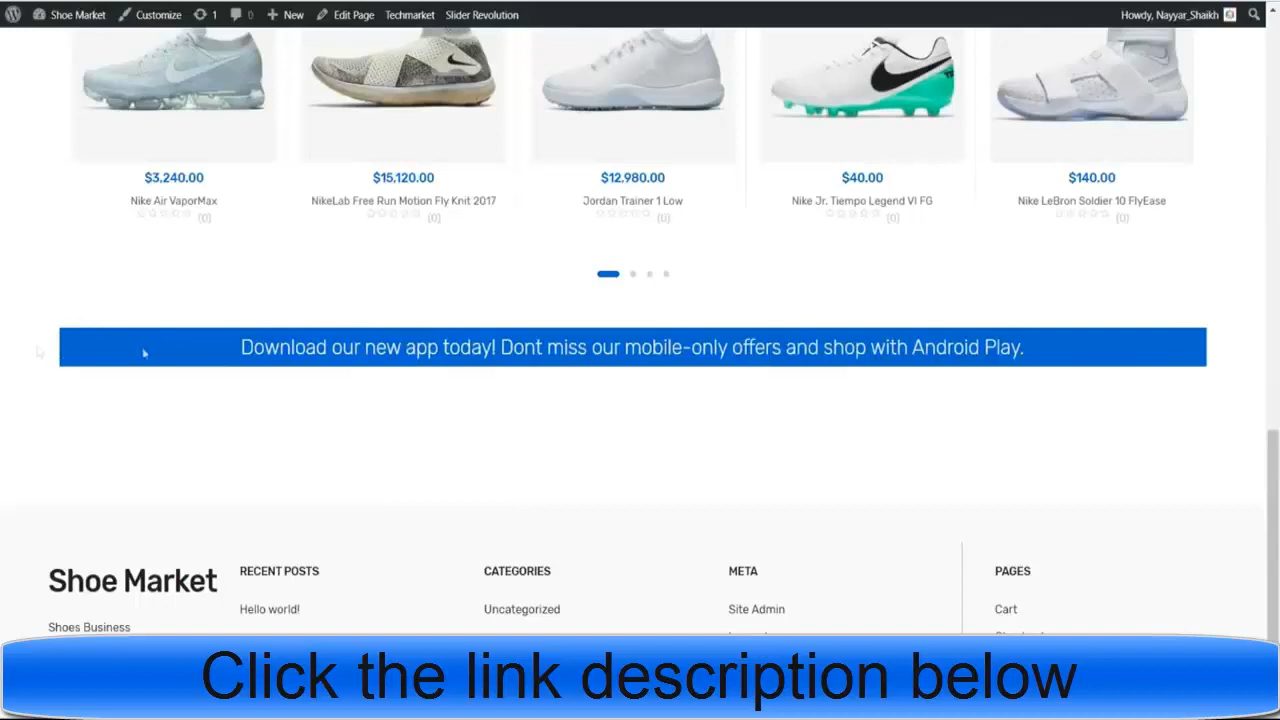 Shoe Market Customize 1 0 New Edit Page Techmarket Slider Revolution Howdy, Nayyar_Shaikh
$3,240.00 $15,120.00 $12,980.00 $40.00 $140.00
Nike Air VaporMax NikeLab Free Run Motion Fly Knit 2017 Jordan Trainer 1 Low Nike Jr. Tiempo Legend VI FG Nike LeBron Soldier 10 FlyEase
(0) (0) (0) (0) (0)
Download our new app today! Dont miss our mobile-only offers and shop with Android Play.
Shoe Market RECENT POSTS CATEGORIES META PAGES
Hello world! Uncategorized Site Admin Cart
Shoes Business
Click the link description below